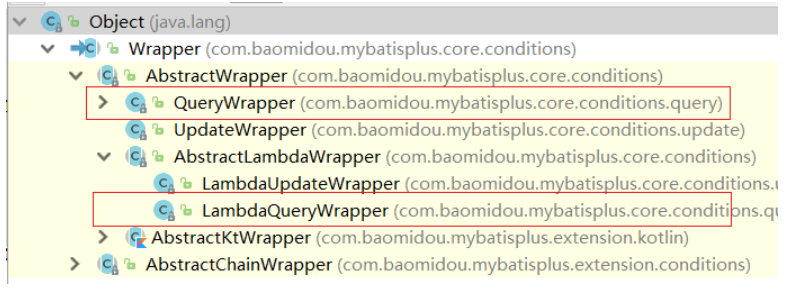 Object (java.lang)
Wrapper (com.baomidou.mybatisplus.core.conditions)
AbstractWrapper (com.baomidou.mybatisplus.core.conditions)
QueryWrapper (com.baomidou.mybatisplus.core.conditions.query)
UpdateWrapper (com.baomidou.mybatisplus.core.conditions.update)
AbstractLambdaWrapper (com.baomidou.mybatisplus.core.conditions)
LambdaUpdateWrapper (com.baomidou.mybatisplus.core.conditions.u
LambdaQueryWrapper (com.baomidou.mybatisplus.core.conditions.qu
AbstractKtWrapper (com.baomidou.mybatisplus.extension.kotlin)
AbstractChainWrapper (com.baomidou.mybatisplus.extension.conditions)